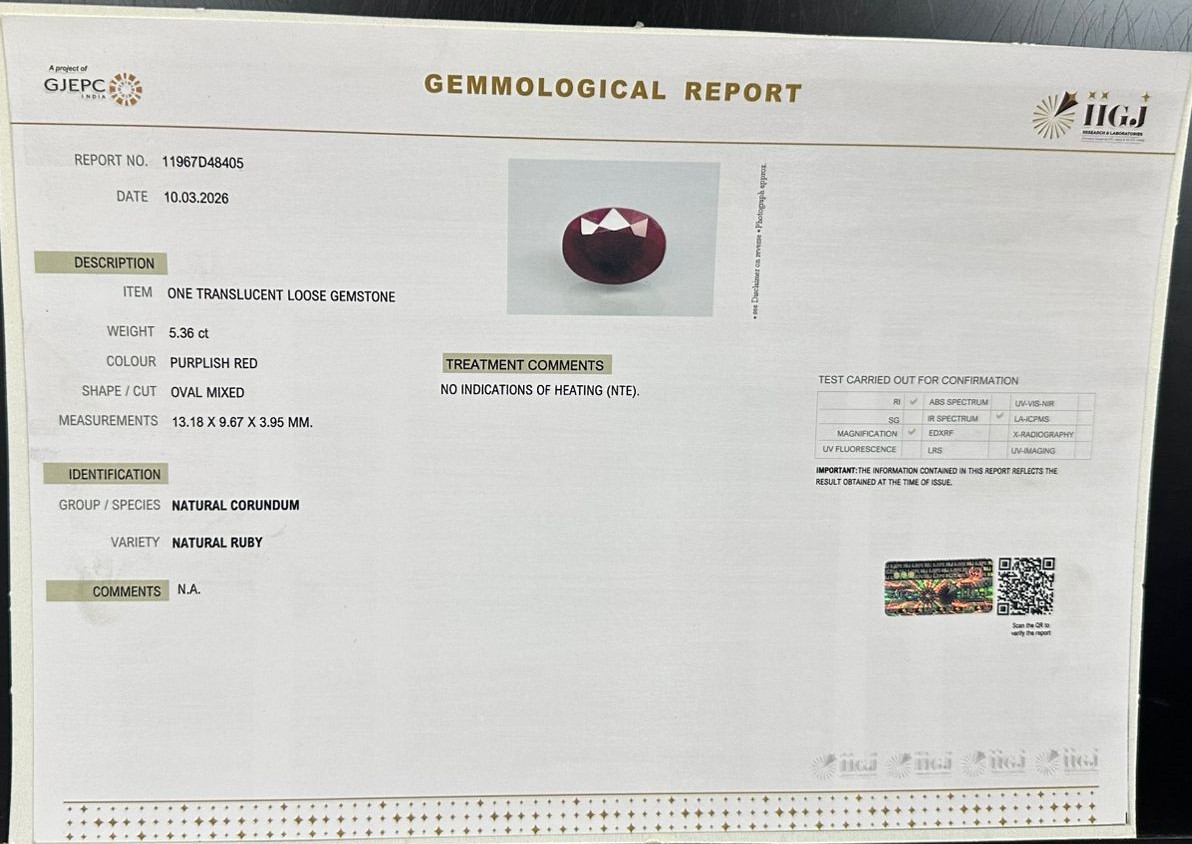 A project of
GJEPC
INDIA
GEMMOLOGICAL REPORT
IIGJ
RESEARCH & LABORATORIES
REPORT NO. 11967D48405
DATE 10.03.2026
• see Disclaimer on reverse • Photograph approx.
DESCRIPTION
ITEM ONE TRANSLUCENT LOOSE GEMSTONE
WEIGHT 5.36 ct
COLOUR PURPLISH RED
SHAPE / CUT OVAL MIXED
MEASUREMENTS 13.18 X 9.67 X 3.95 MM.
IDENTIFICATION
GROUP / SPECIES NATURAL CORUNDUM
VARIETY NATURAL RUBY
COMMENTS N.A.
TREATMENT COMMENTS
NO INDICATIONS OF HEATING (NTE).
TEST CARRIED OUT FOR CONFIRMATION
RI ✓ ABS SPECTRUM UV-VIS-NIR
SG IR SPECTRUM ✓ LA-ICPMS
MAGNIFICATION ✓ EDXRF X-RADIOGRAPHY
UV FLUORESCENCE LRS UV-IMAGING
IMPORTANT: THE INFORMATION CONTAINED IN THIS REPORT REFLECTS THE
RESULT OBTAINED AT THE TIME OF ISSUE.
Scan the QR to
verify the report
IIGJ IIGJ IIGJ IIGJ